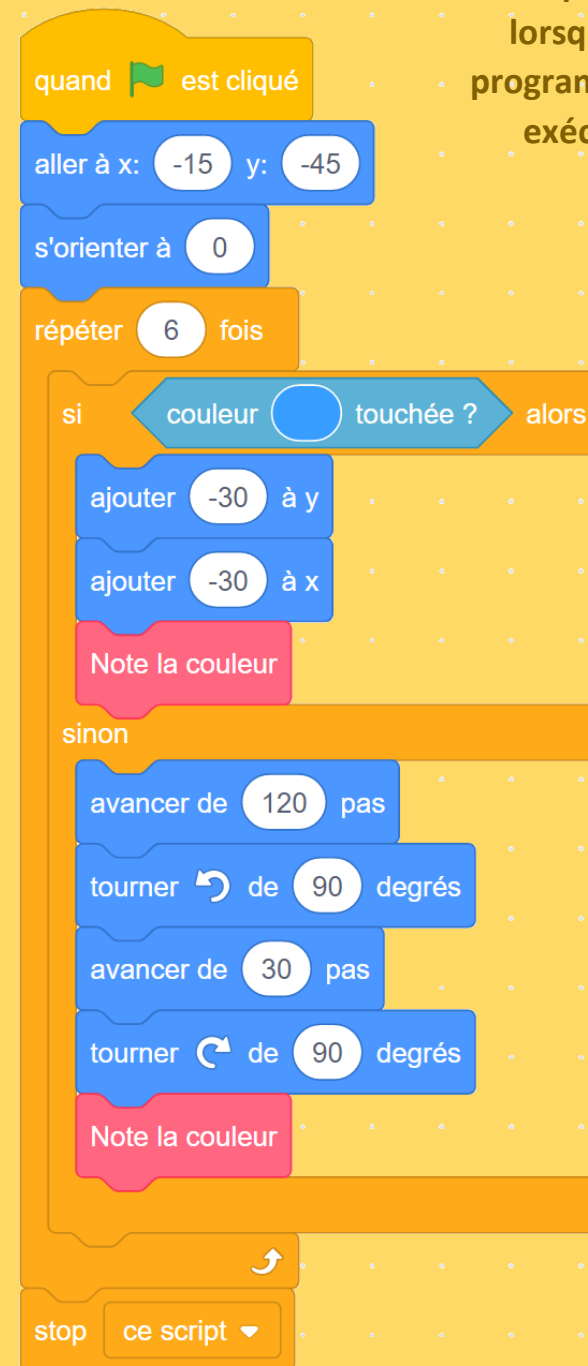 lorsq
quand est cliqué
program
aller à x: -15 y: -45
exéc
s'orienter à 0
répéter 6 fois
si couleur touchée ? alors
ajouter -30 à y
ajouter -30 à x
Note la couleur
sinon
avancer de 120 pas
tourner de 90 degrés
avancer de 30 pas
tourner de 90 degrés
Note la couleur
stop ce script